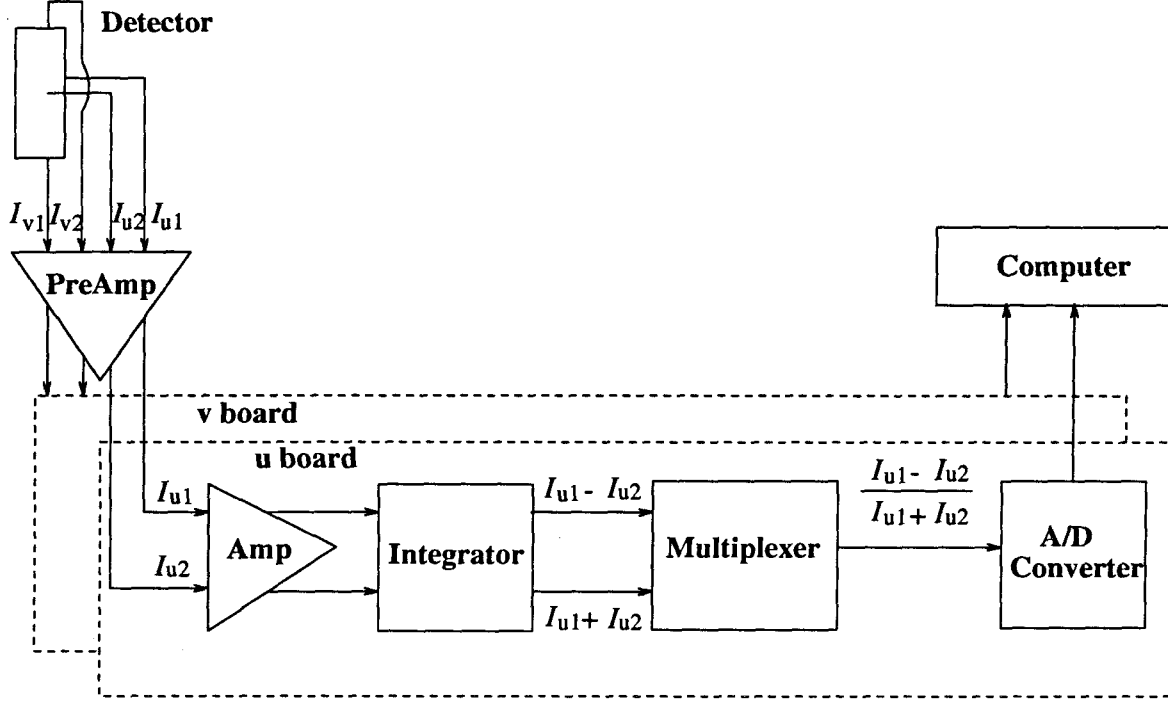 Detector
I_v1 I_v2 I_u2 I_u1
PreAmp
Computer
v board
u board
I_u1
I_u2
Amp
Integrator
I_u1 - I_u2
I_u1 + I_u2
Multiplexer
I_u1 - I_u2
I_u1 + I_u2
A/D
Converter